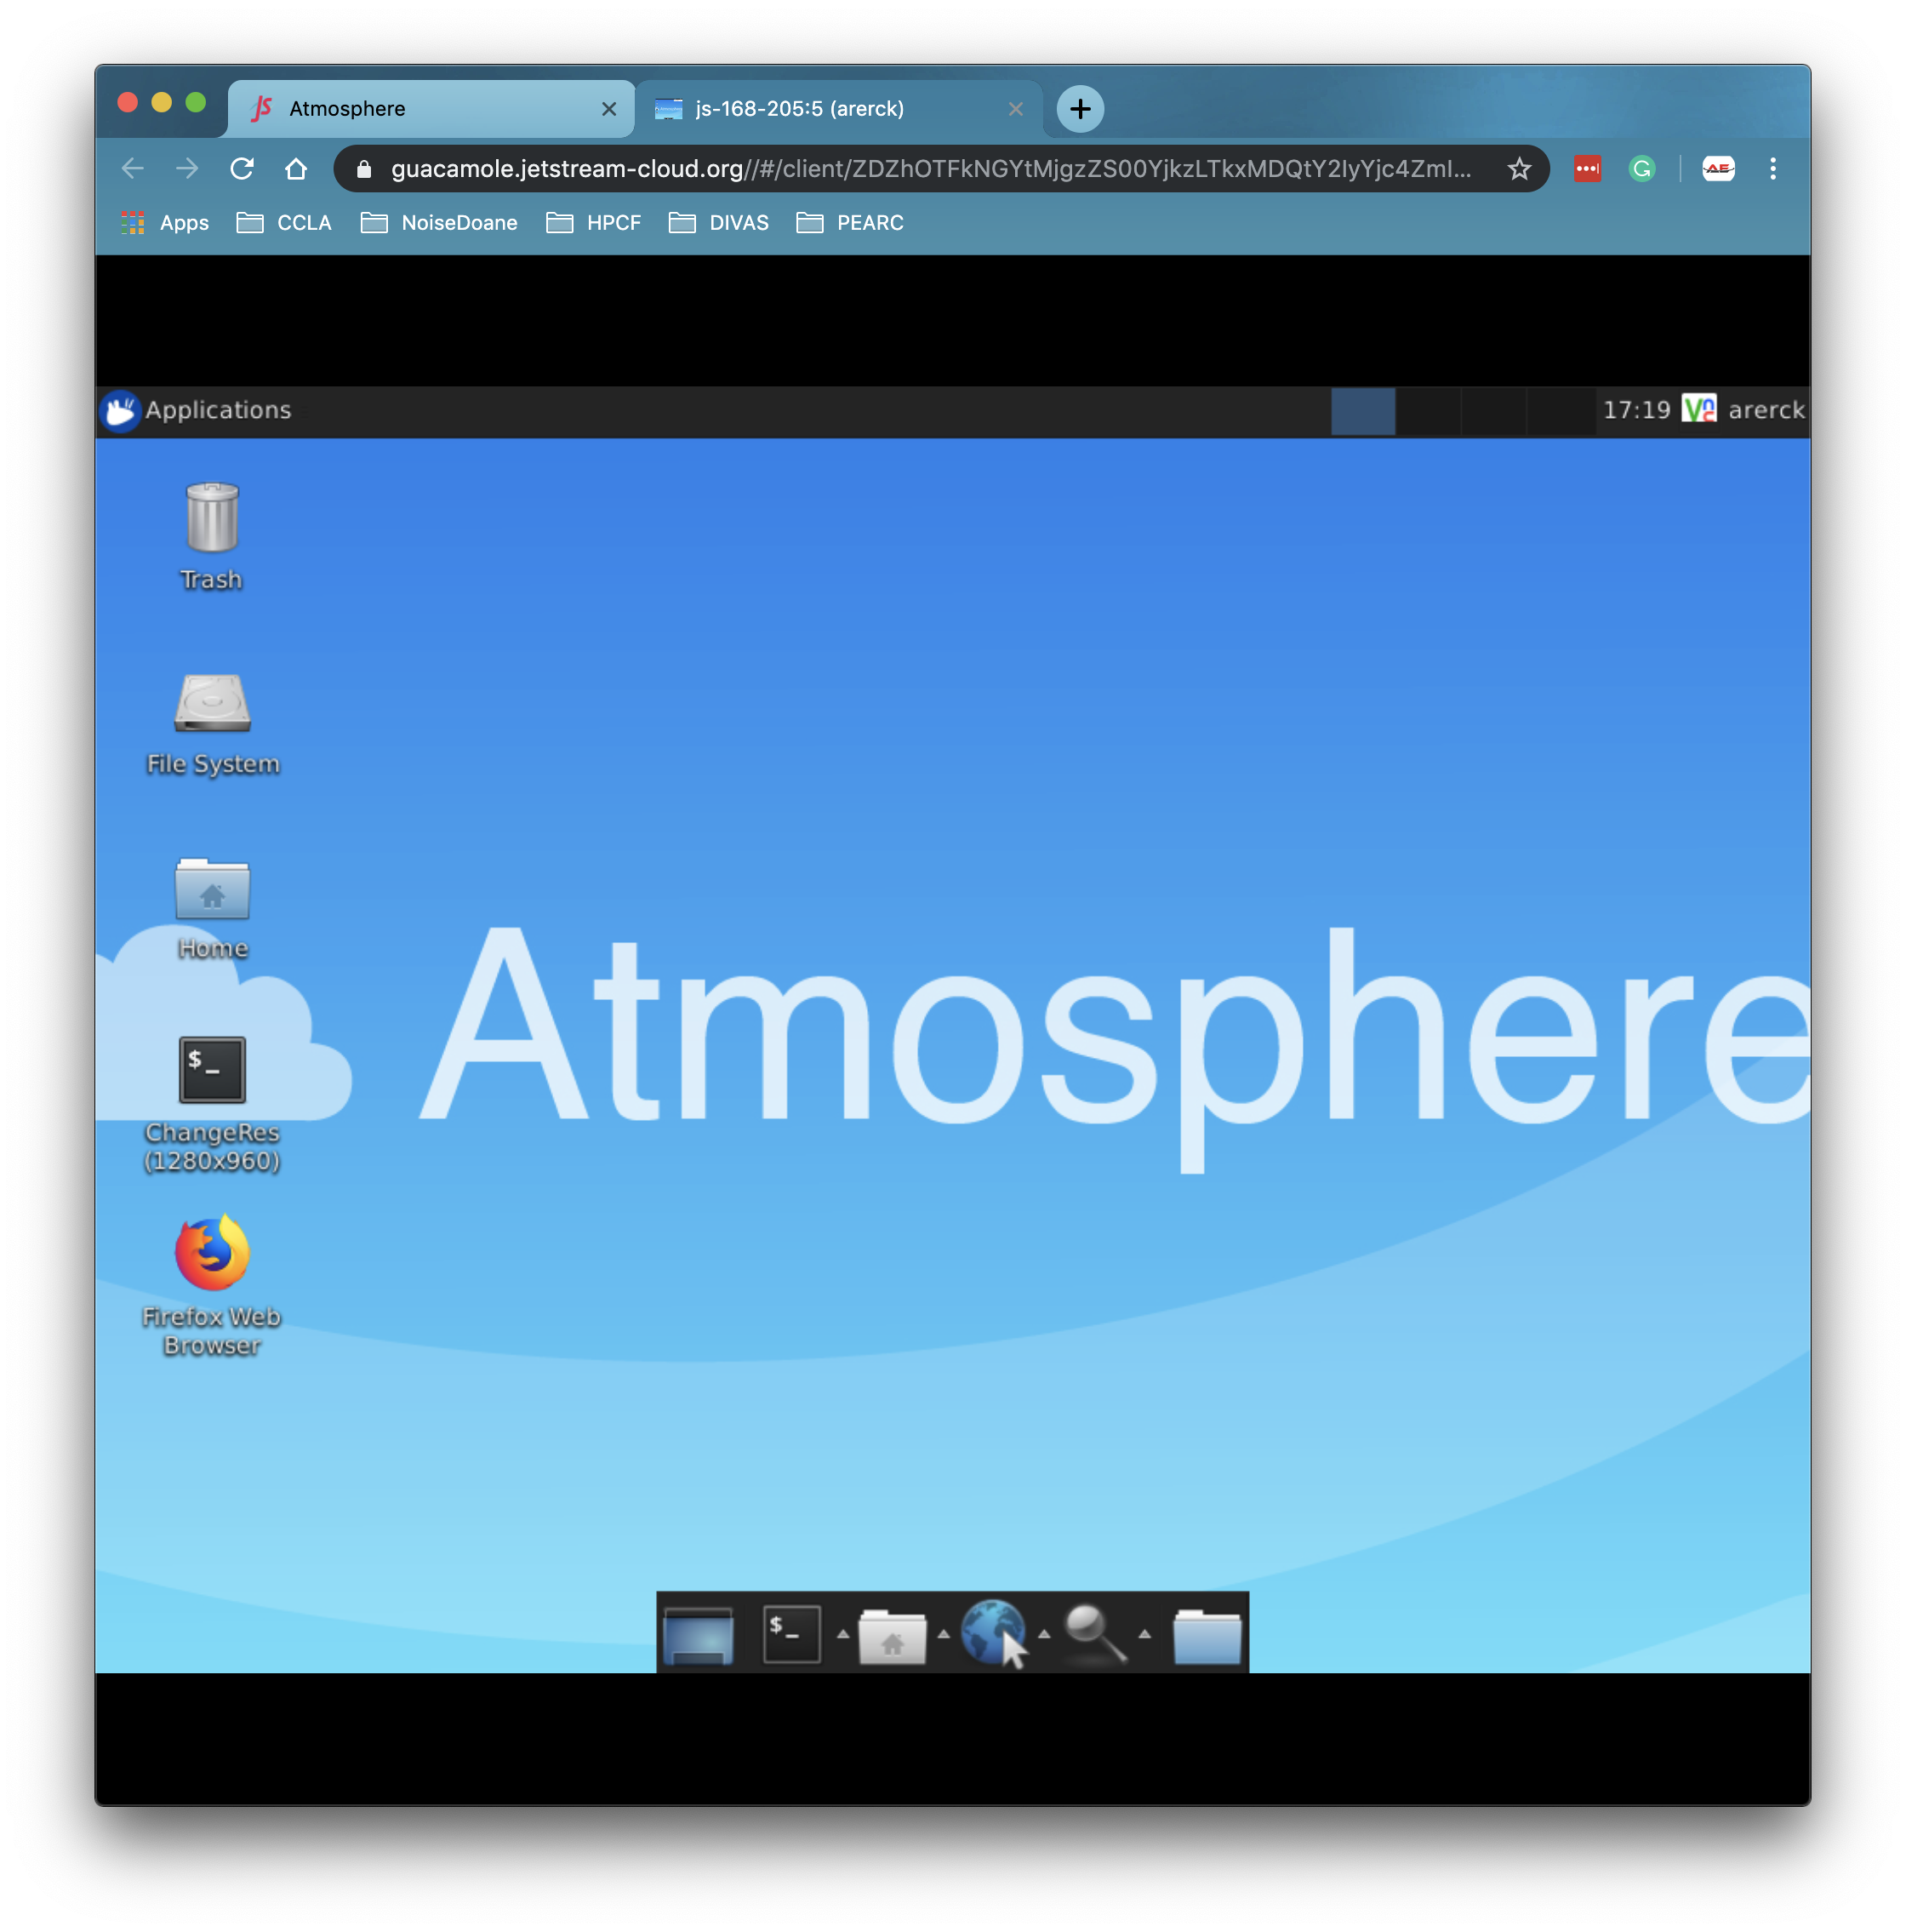 Atmosphere
js-168-205:5 (arerck)
guacamole.jetstream-cloud.org//#/client/ZDZhOTFkNGYtMjgzZS00YjkzLTkxMDQtY2IyYjc4ZmI...
Apps CCLA NoiseDoane HPCF DIVAS PEARC
Applications
17:19 arerck
Trash
File System
Home
Atmosphere
$_
ChangeRes
(1280x960)
Firefox Web
Browser
$_